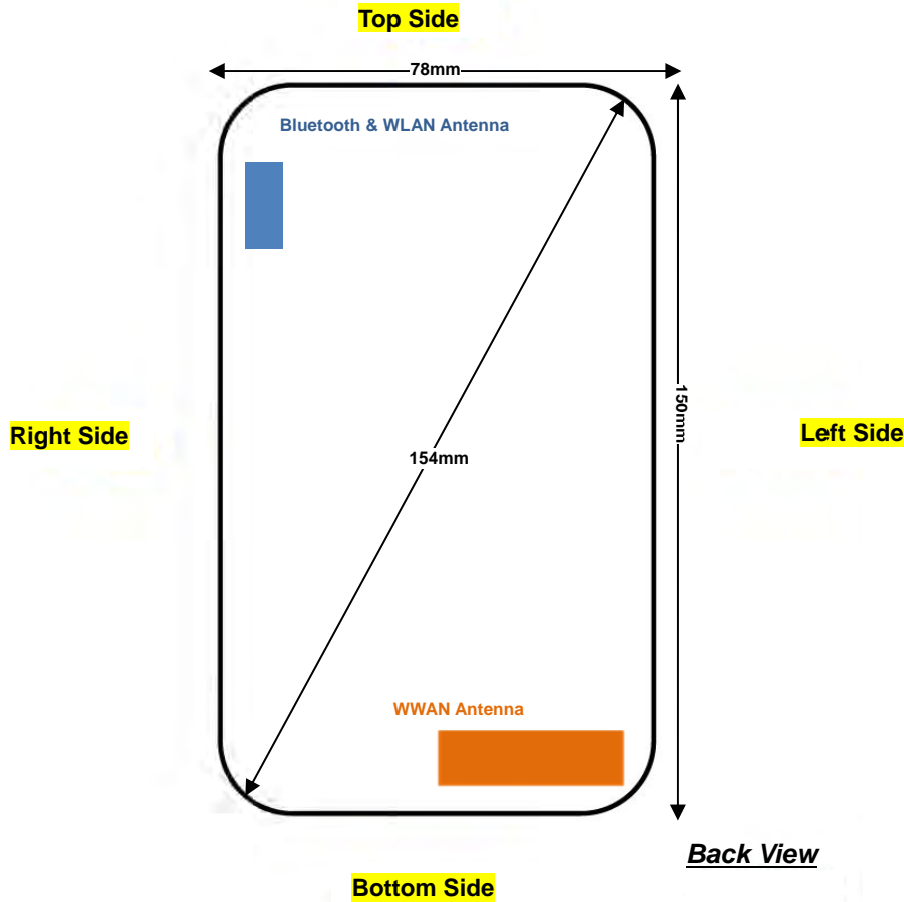 Top Side
78mm
Bluetooth & WLAN Antenna
150mm
Right Side
Left Side
154mm
WWAN Antenna
Back View
Bottom Side